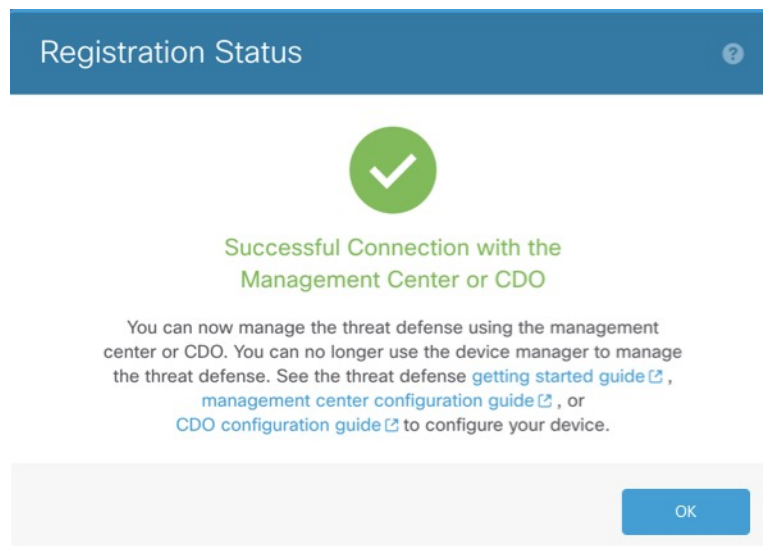 Registration Status
?
Successful Connection with the
Management Center or CDO
You can now manage the threat defense using the management
center or CDO. You can no longer use the device manager to manage
the threat defense. See the threat defense getting started guide ,
management center configuration guide , or
CDO configuration guide to configure your device.
OK